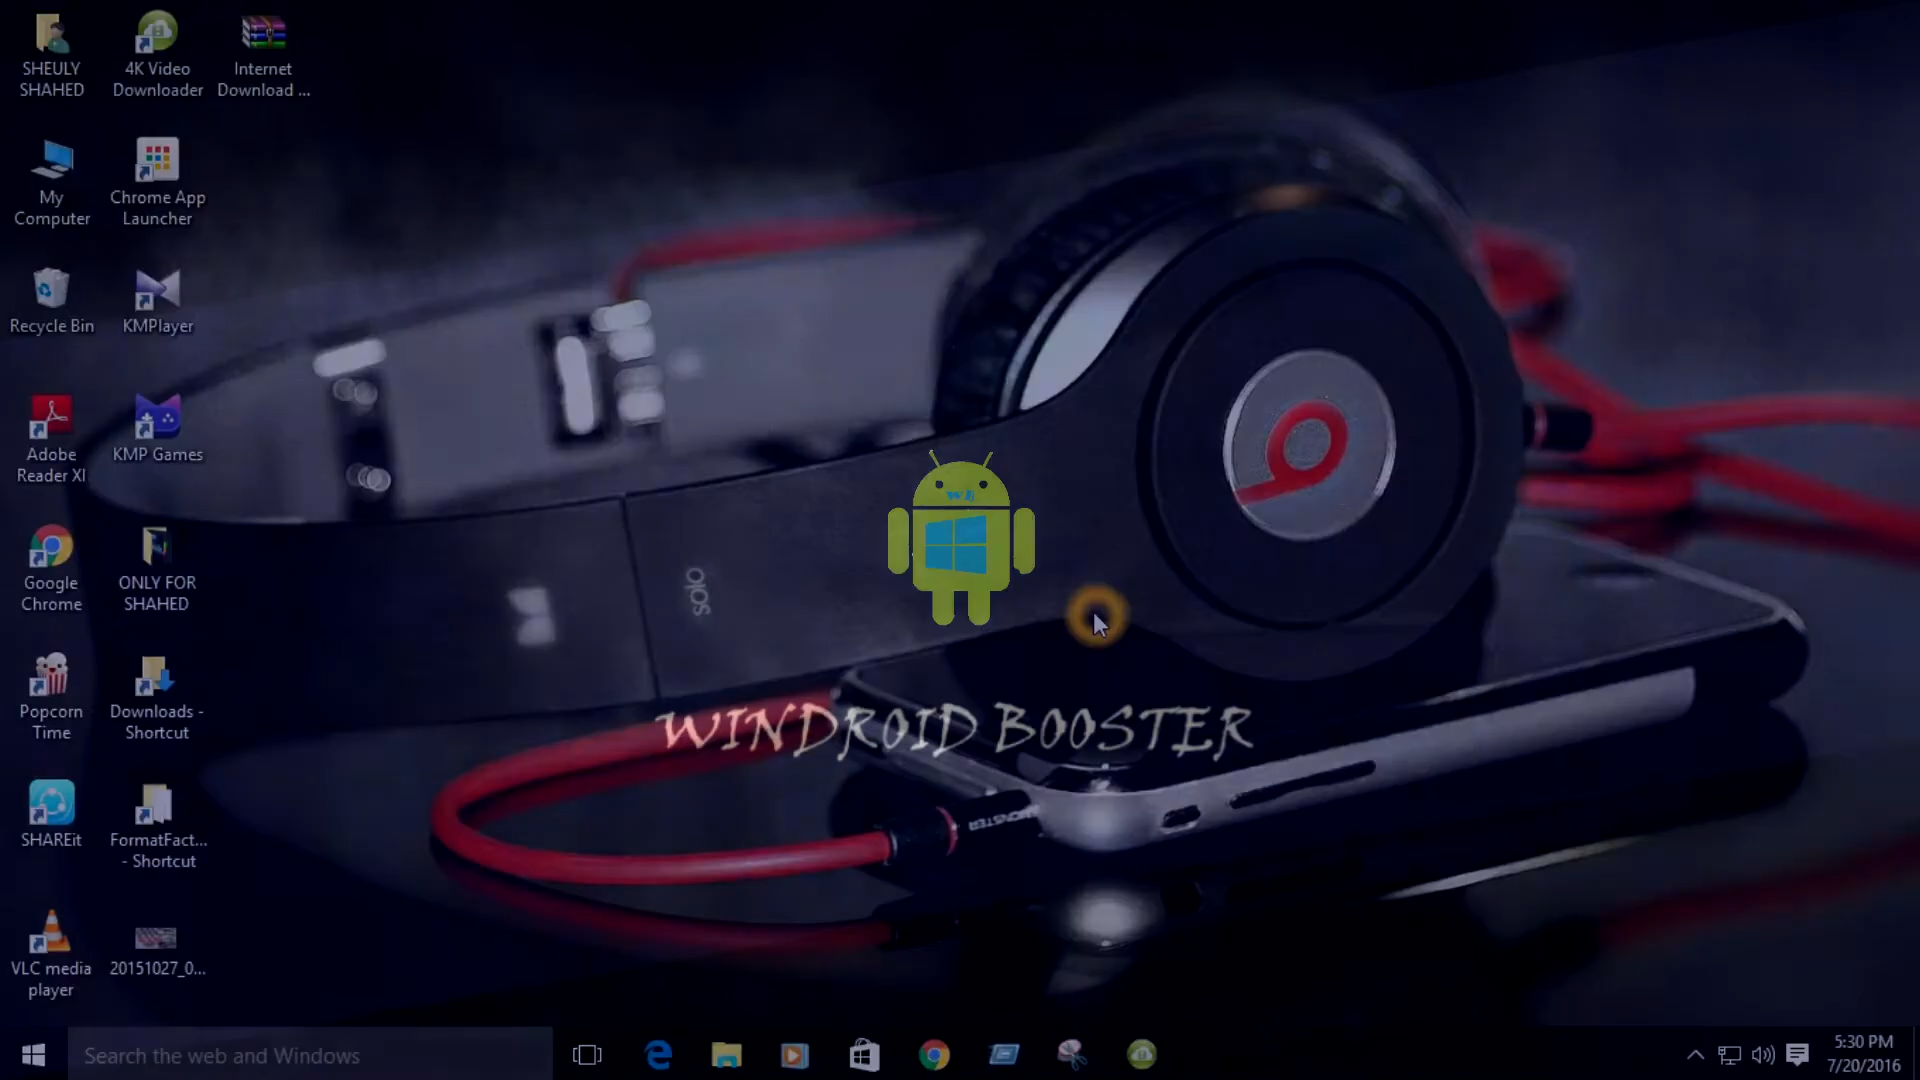 SHEULY
SHAHED
4K Video
Downloader
Internet
Download ...
My
Computer
Chrome App
Launcher
Recycle Bin
KMPlayer
Adobe
Reader XI
KMP Games
Google
Chrome
ONLY FOR
SHAHED
Popcorn
Time
Downloads -
Shortcut
SHAREit
FormatFact...
- Shortcut
VLC media
player
20151027_0...
solo
WB
WINDROID BOOSTER
MONSTER
Search the web and Windows
5:30 PM
7/20/2016